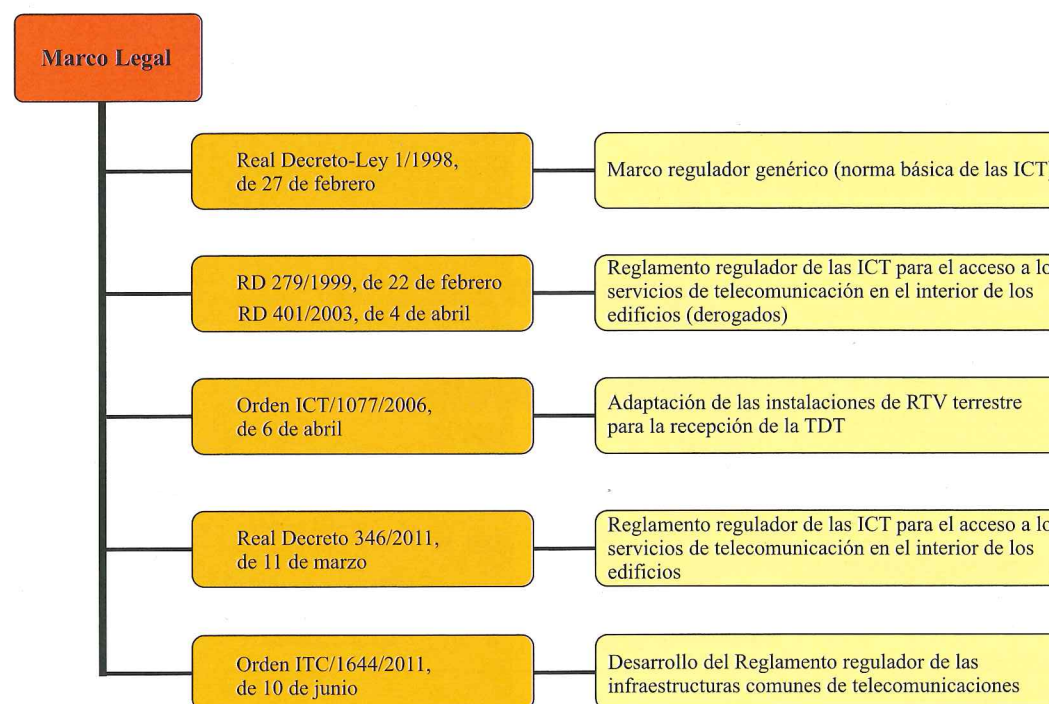 Marco Legal
Real Decreto-Ley 1/1998,
de 27 de febrero
Marco regulador genérico (norma básica de las ICT)
RD 279/1999, de 22 de febrero
RD 401/2003, de 4 de abril
Reglamento regulador de las ICT para el acceso a lo
servicios de telecomunicación en el interior de los
edificios (derogados)
Orden ICT/1077/2006,
de 6 de abril
Adaptación de las instalaciones de RTV terrestre
para la recepción de la TDT
Real Decreto 346/2011,
de 11 de marzo
Reglamento regulador de las ICT para el acceso a lo
servicios de telecomunicación en el interior de los
edificios
Orden ITC/1644/2011,
de 10 de junio
Desarrollo del Reglamento regulador de las
infraestructuras comunes de telecomunicaciones